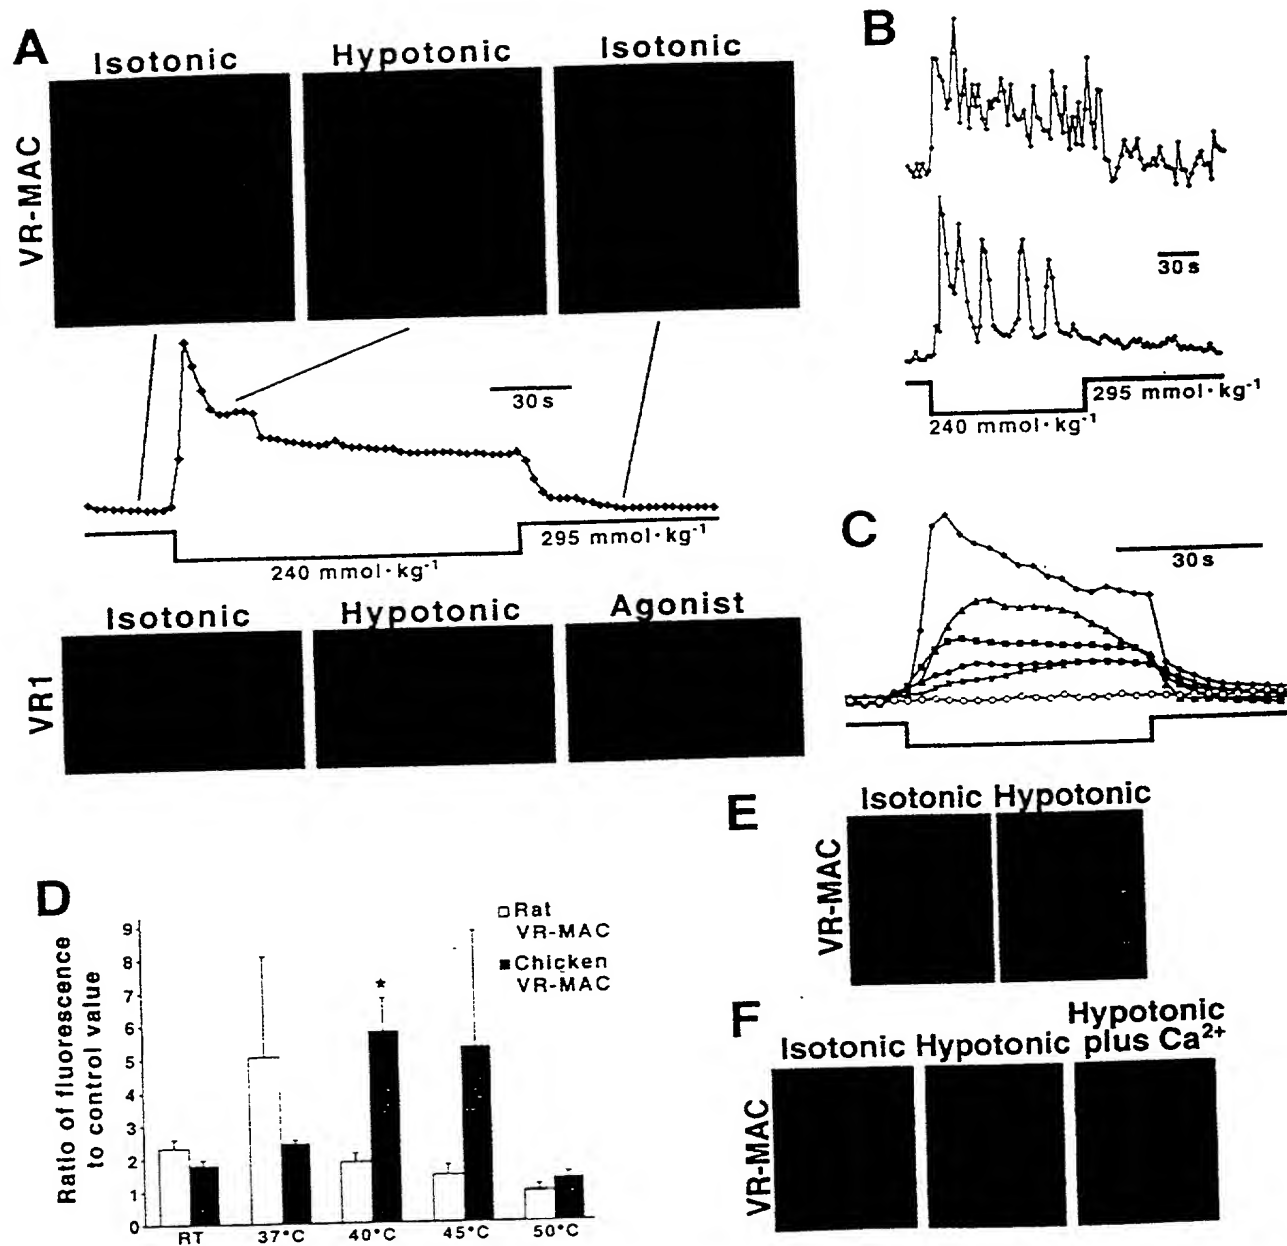 A
Isotonic Hypotonic Isotonic
VR-MAC
30 s
295 mmol·kg-1
240 mmol·kg-1
Isotonic Hypotonic Agonist
VR1
B
30 s
295 mmol·kg-1
240 mmol·kg-1
C
30 s
D
Ratio of fluorescence
to control value
9
8
7
6
5
4
3
2
1
0
Rat
VR-MAC
Chicken
VR-MAC
*
RT 37°C 40°C 45°C 50°C
E
Isotonic Hypotonic
VR-MAC
F
Isotonic Hypotonic Hypotonic
plus Ca2+
VR-MAC